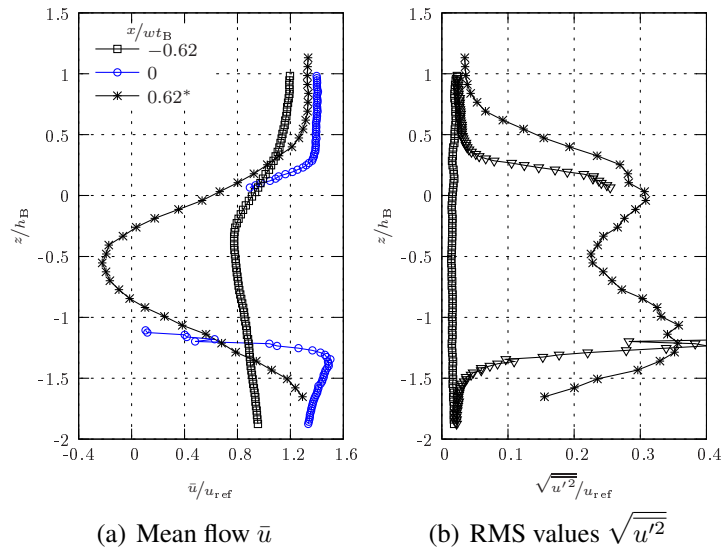 x/wt_B
−0.62
0
0.62*
1.5
1
0.5
0
-0.5
-1
-1.5
-2
z/h_B
-0.4 0 0.4 0.8 1.2 1.6
ū/u_ref
(a) Mean flow ū
1.5
1
0.5
0
-0.5
-1
-1.5
-2
z/h_B
0 0.1 0.2 0.3 0.4
√(u′²)‾/u_ref
(b) RMS values √(u′²)‾